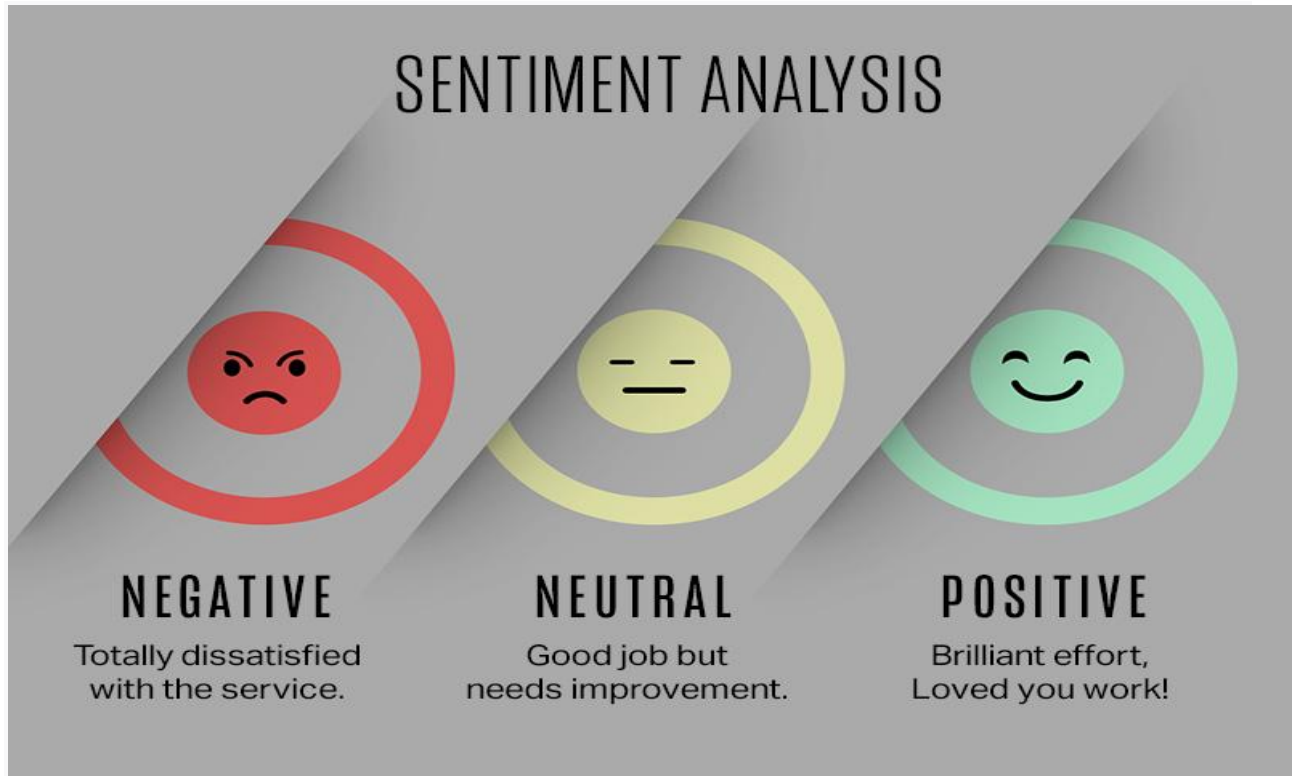 SENTIMENT ANALYSIS
NEGATIVE
Totally dissatisfied
with the service.
NEUTRAL
Good job but
needs improvement.
POSITIVE
Brilliant effort,
Loved you work!